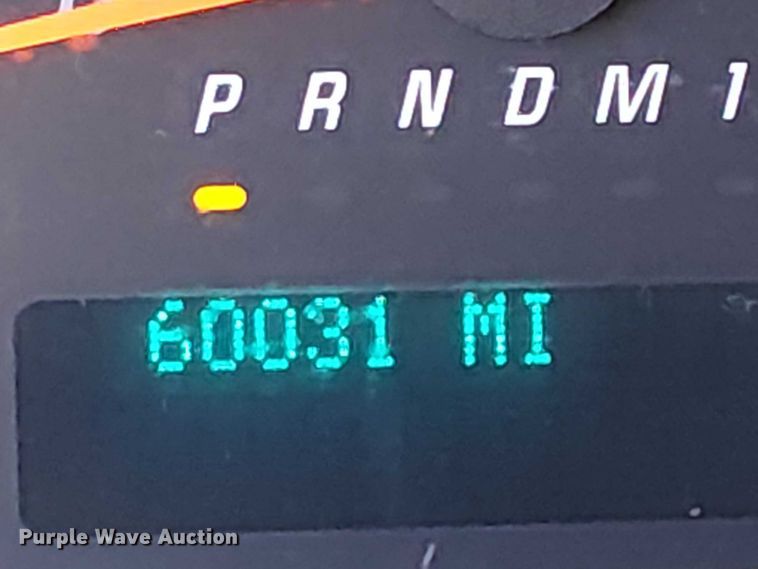 P R N D M 1
60031 MI
Purple Wave Auction